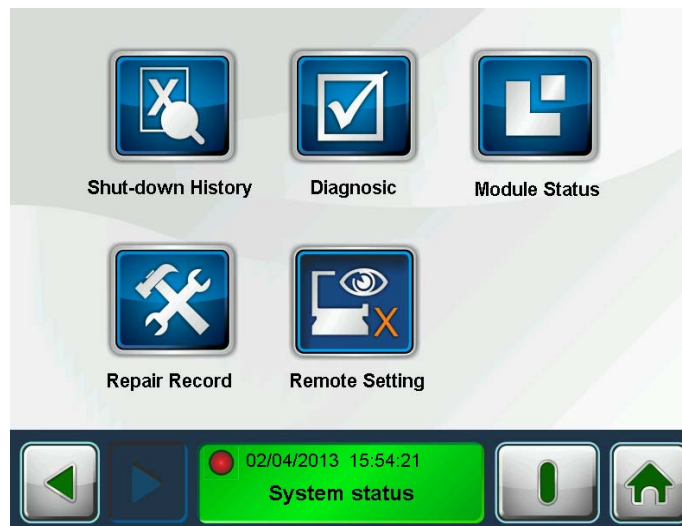 Shut-down History
Diagnosic
Module Status
Repair Record
Remote Setting
02/04/2013 15:54:21
System status